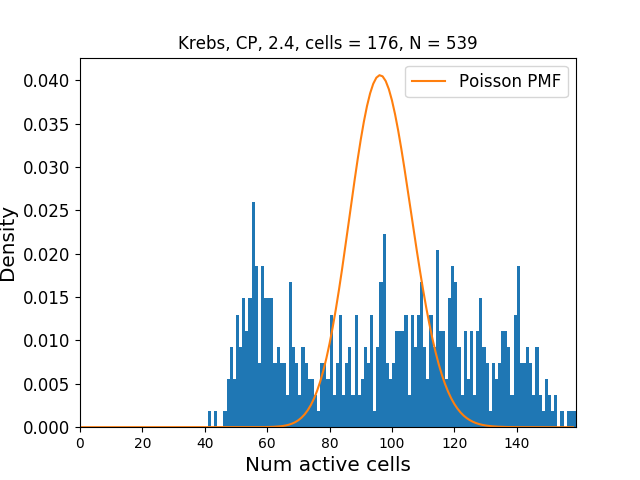 Krebs, CP, 2.4, cells = 176, N = 539
Poisson PMF
0.040
0.035
0.030
0.025
0.020
0.015
0.010
0.005
0.000
Density
0 20 40 60 80 100 120 140
Num active cells